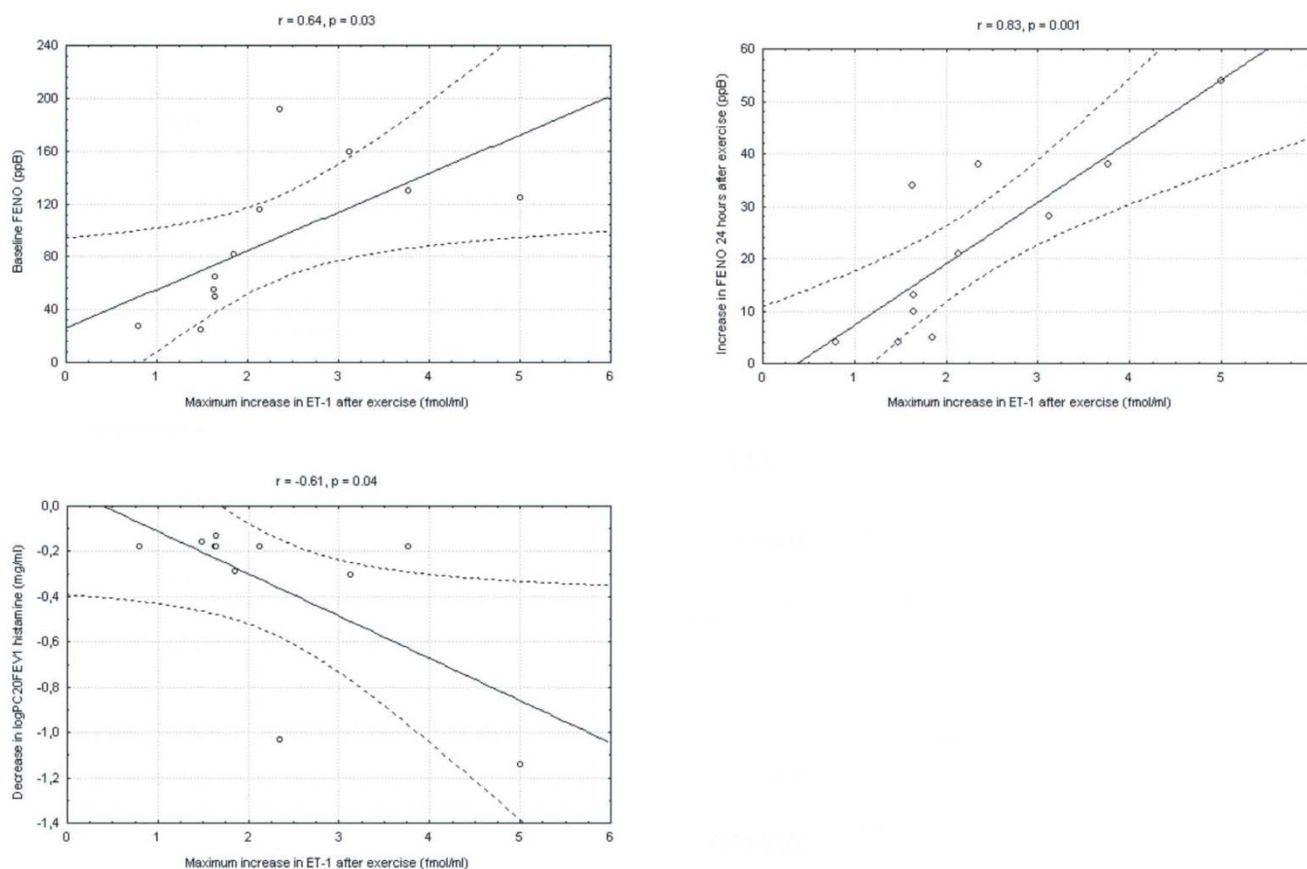 r = 0.64, p = 0.03
Baseline FENO (ppB)
240
200
160
120
80
40
0
0 1 2 3 4 5 6
Maximum increase in ET-1 after exercise (fmol/ml)
r = 0.83, p = 0.001
Increase in FENO 24 hours after exercise (ppB)
60
50
40
30
20
10
0
0 1 2 3 4 5
Maximum increase in ET-1 after exercise (fmol/ml)
r = -0.61, p = 0.04
Decrease in logPC20FEV1 histamine (mg/ml)
0,0
-0,2
-0,4
-0,6
-0,8
-1,0
-1,2
-1,4
0 1 2 3 4 5 6
Maximum increase in ET-1 after exercise (fmol/ml)